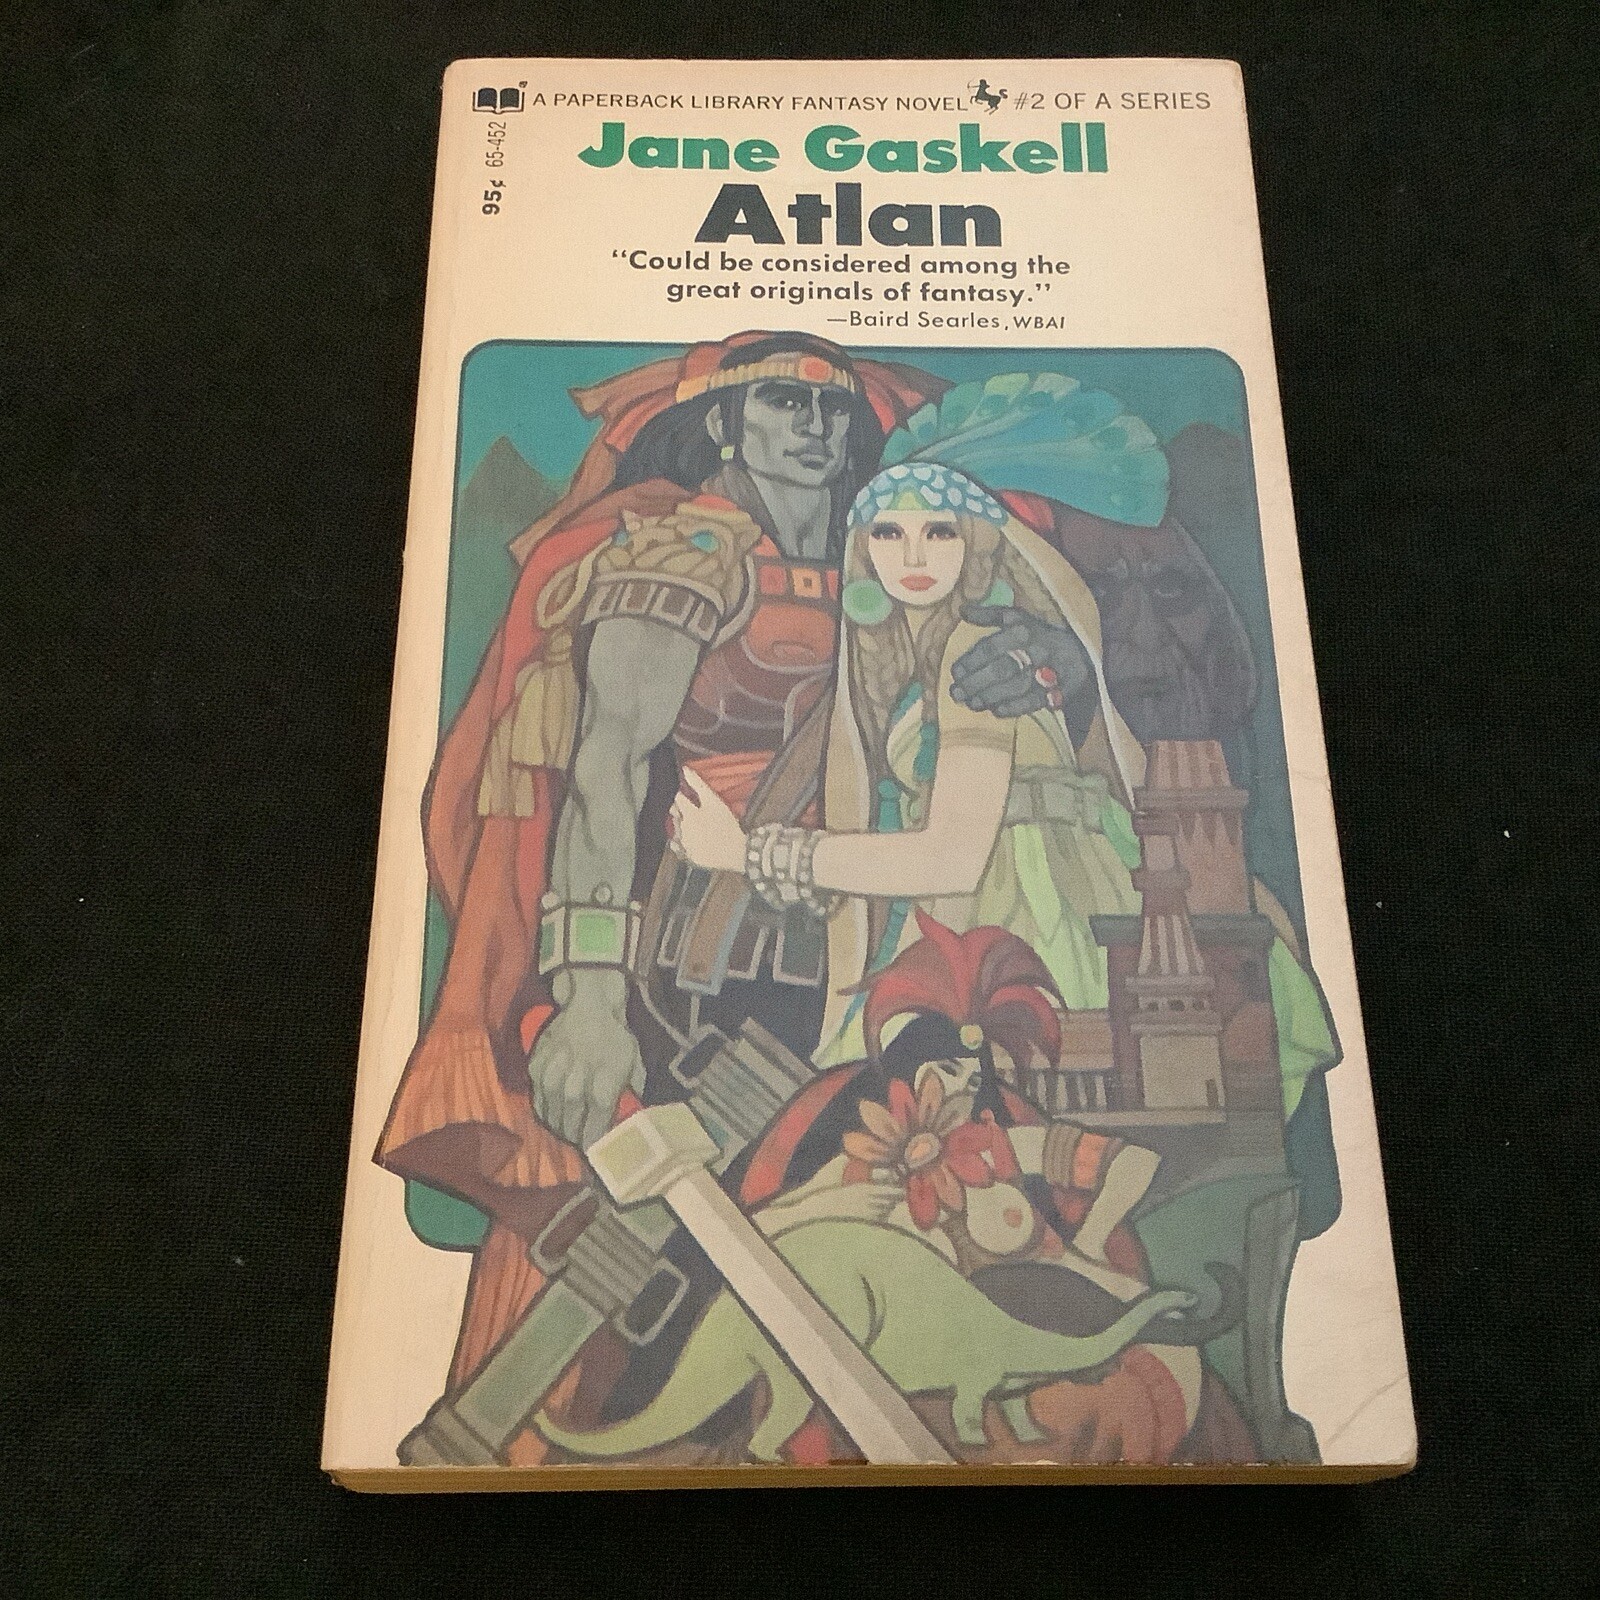 A PAPERBACK LIBRARY FANTASY NOVEL #2 OF A SERIES
95¢ 65-452
Jane Gaskell
Atlan
“Could be considered among the
great originals of fantasy.”
—Baird Searles, WBAI